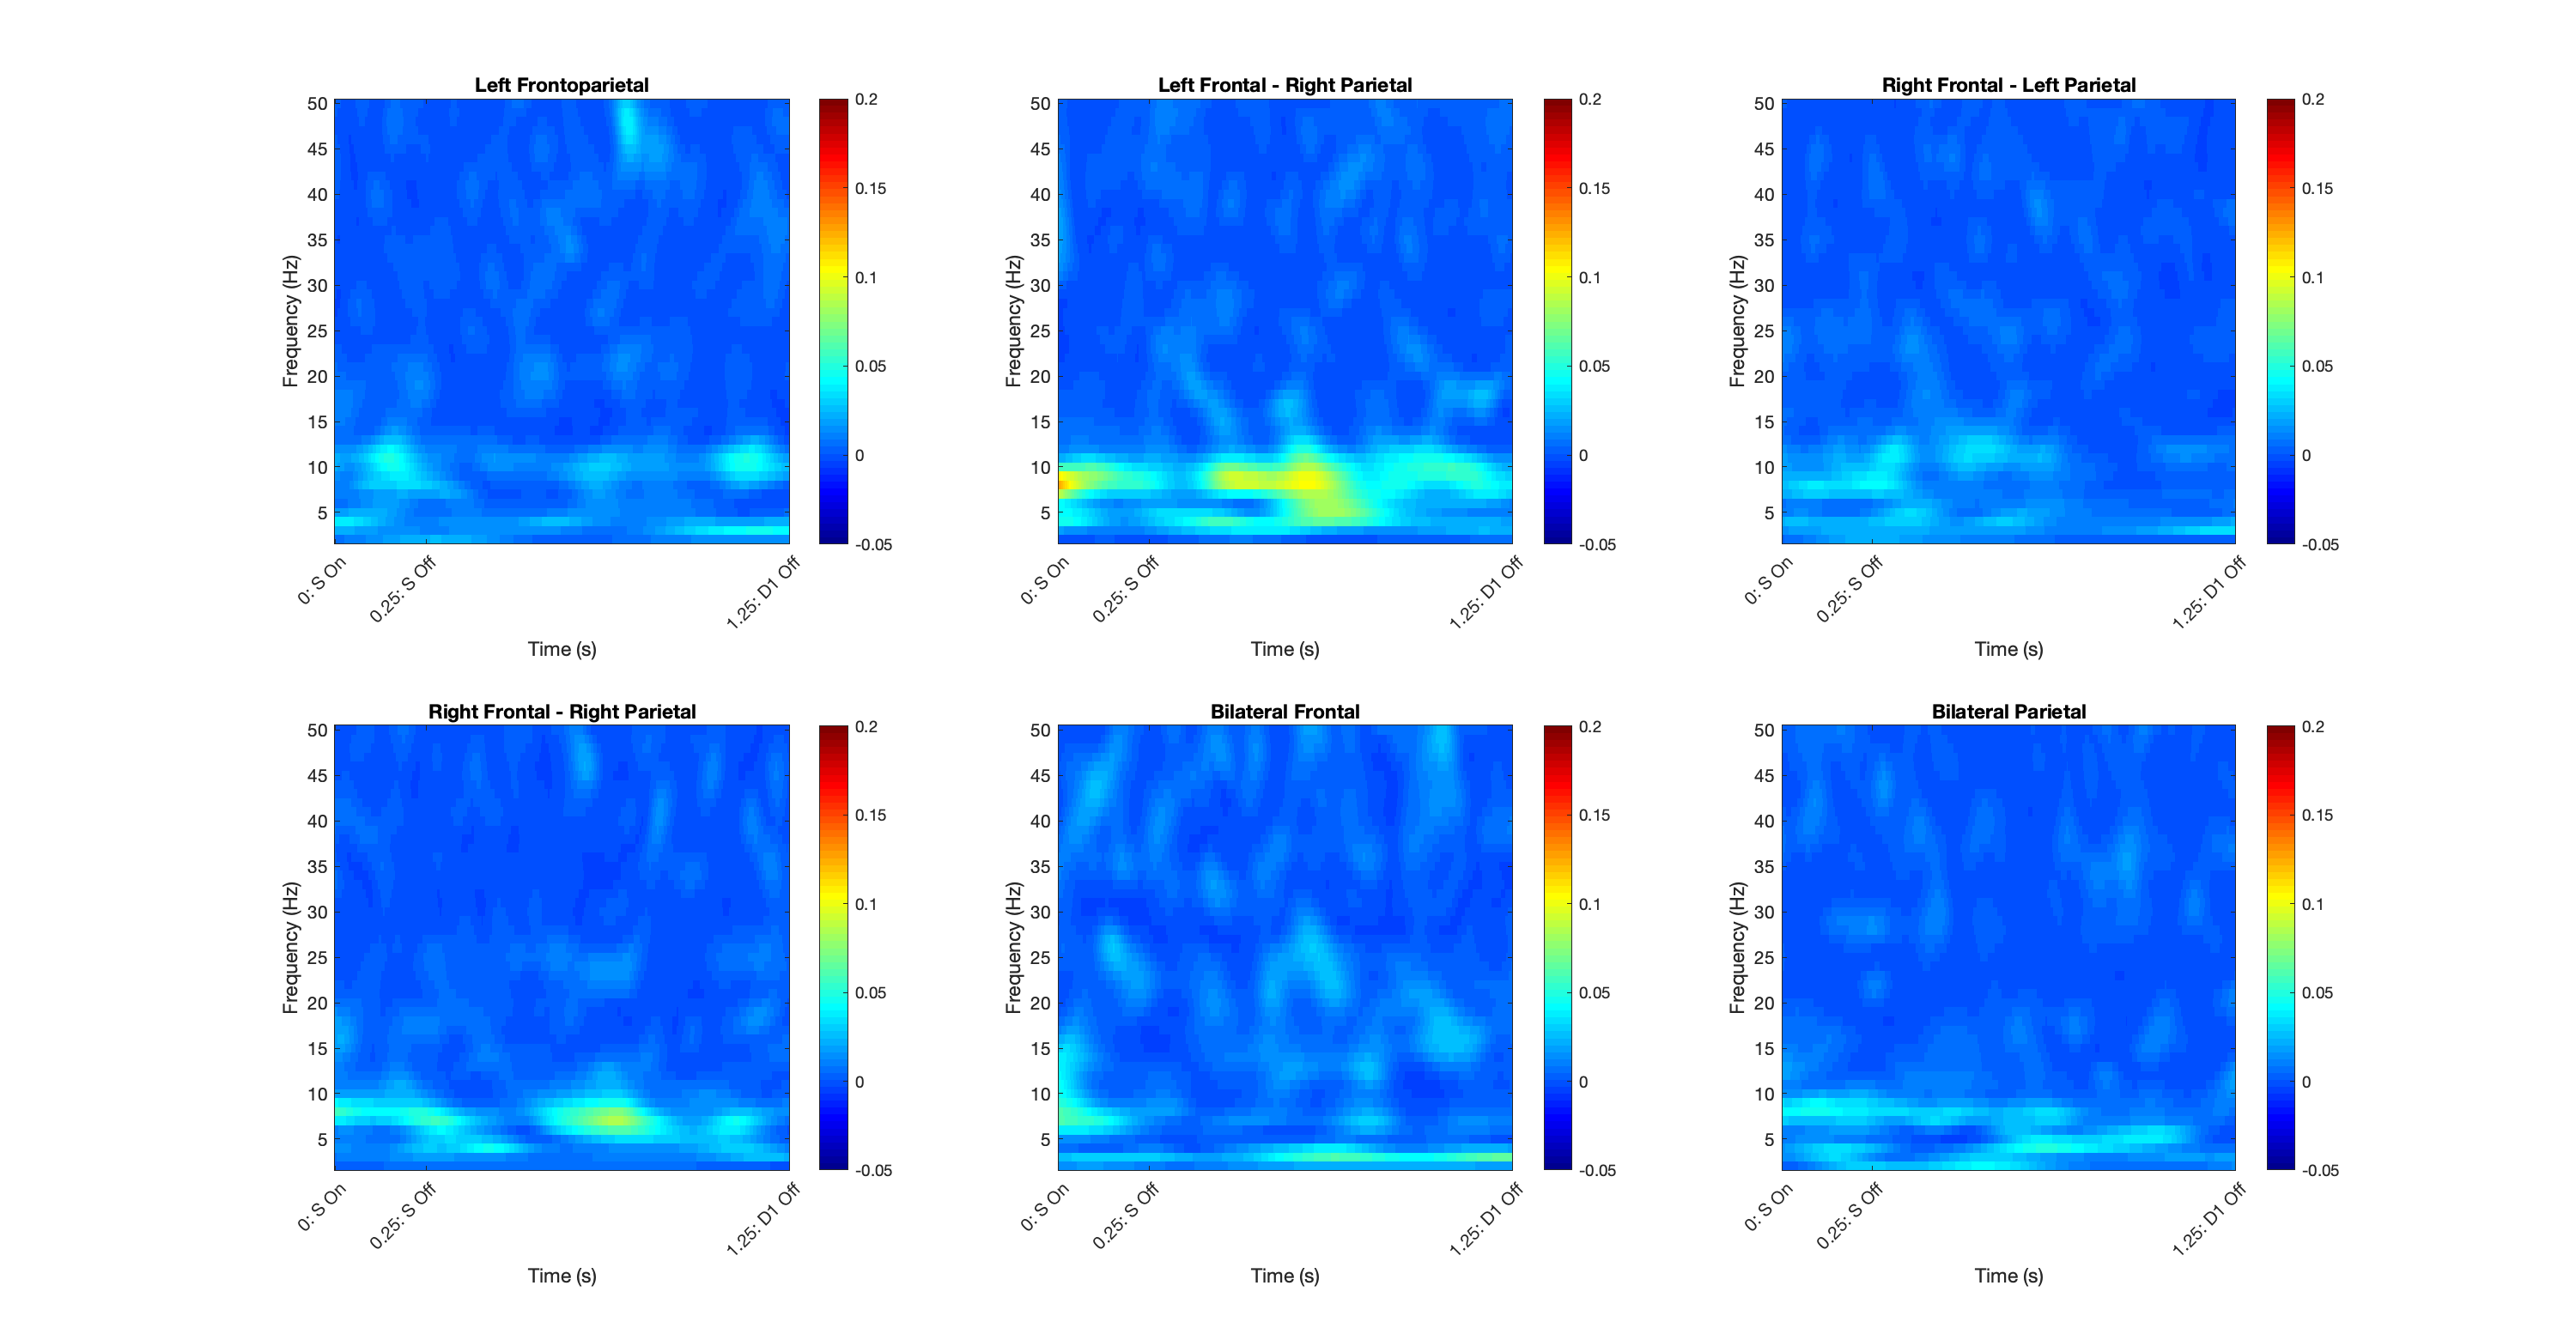 Left Frontoparietal
50
45
40
35
30
25
20
15
10
5
Frequency (Hz)
0: S On
0.25: S Off
1.25: D1 Off
Time (s)
0.2
0.15
0.1
0.05
0
-0.05
Left Frontal - Right Parietal
50
45
40
35
30
25
20
15
10
5
Frequency (Hz)
0: S On
0.25: S Off
1.25: D1 Off
Time (s)
0.2
0.15
0.1
0.05
0
-0.05
Right Frontal - Left Parietal
50
45
40
35
30
25
20
15
10
5
Frequency (Hz)
0: S On
0.25: S Off
1.25: D1 Off
Time (s)
0.2
0.15
0.1
0.05
0
-0.05
Right Frontal - Right Parietal
50
45
40
35
30
25
20
15
10
5
Frequency (Hz)
0: S On
0.25: S Off
1.25: D1 Off
Time (s)
0.2
0.15
0.1
0.05
0
-0.05
Bilateral Frontal
50
45
40
35
30
25
20
15
10
5
Frequency (Hz)
0: S On
0.25: S Off
1.25: D1 Off
Time (s)
0.2
0.15
0.1
0.05
0
-0.05
Bilateral Parietal
50
45
40
35
30
25
20
15
10
5
Frequency (Hz)
0: S On
0.25: S Off
1.25: D1 Off
Time (s)
0.2
0.15
0.1
0.05
0
-0.05